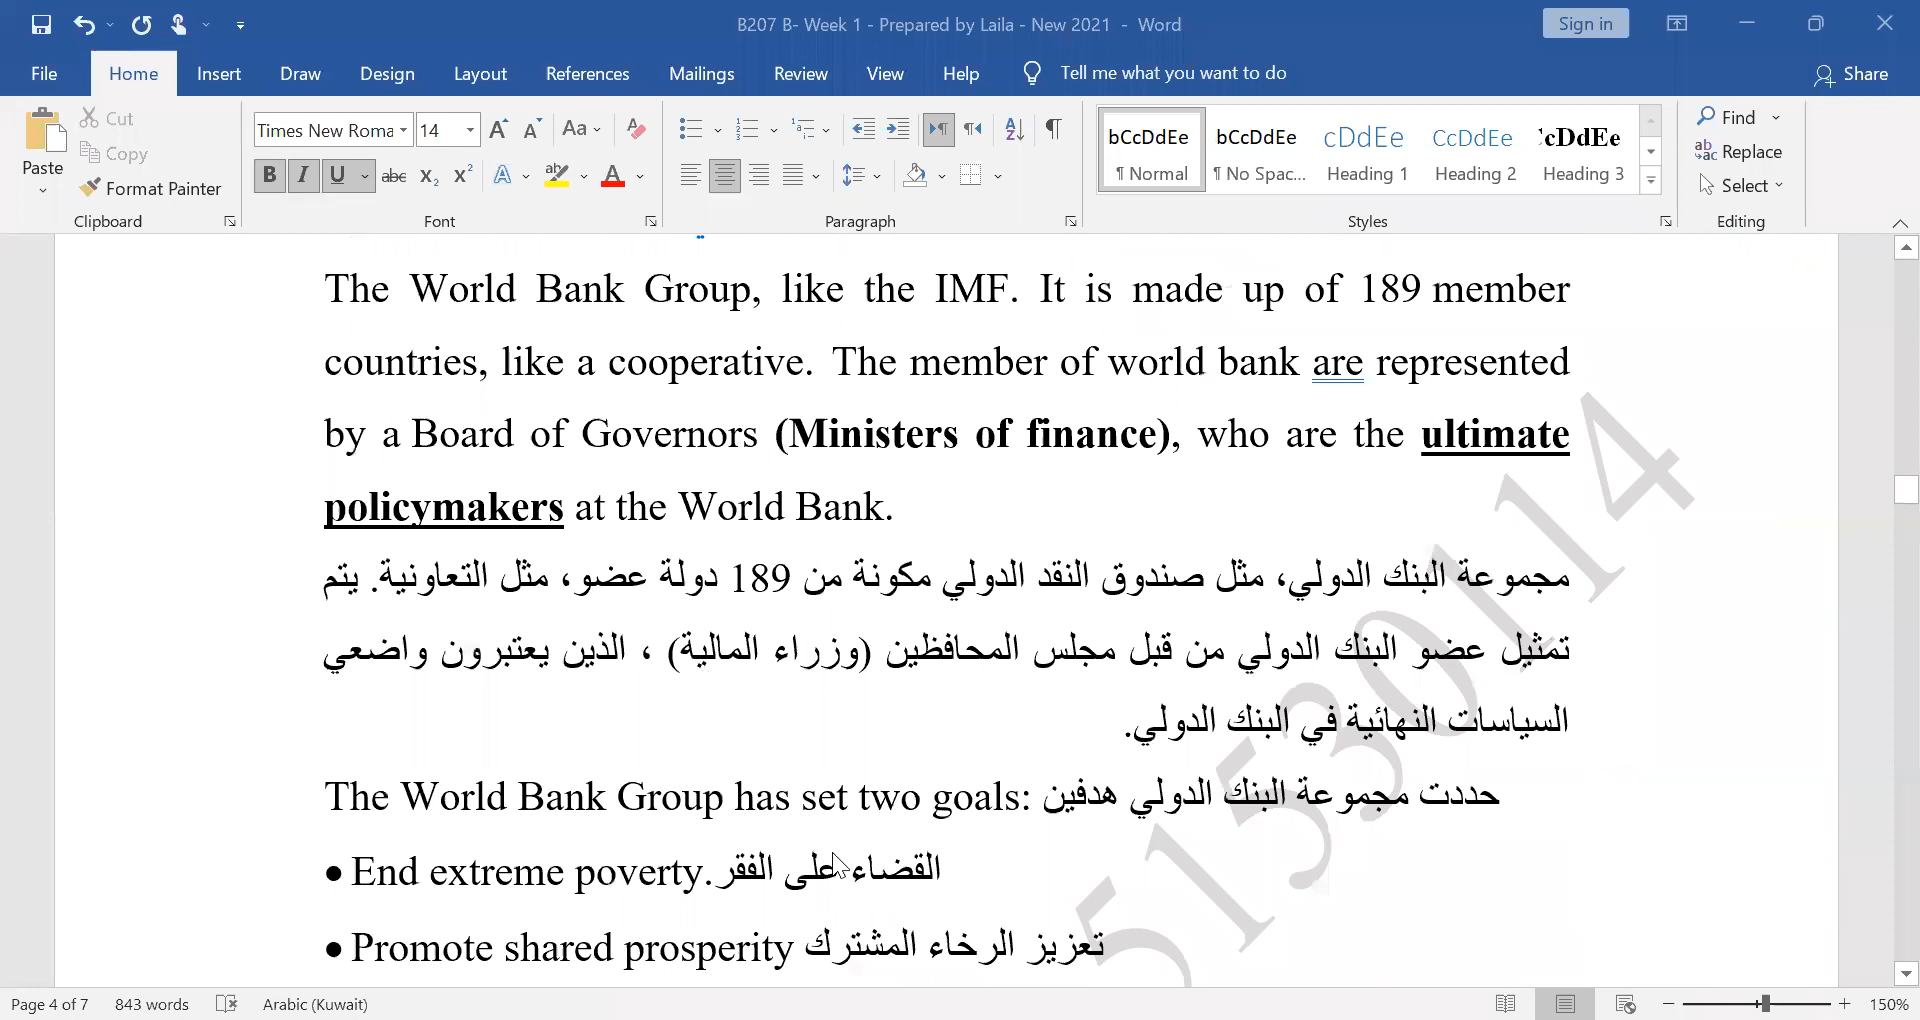 B207 B- Week 1 - Prepared by Laila - New 2021 - Word
Sign in
File Home Insert Draw Design Layout References Mailings Review View Help Tell me what you want to do Share
Paste
Cut
Copy
Format Painter
Clipboard
Times New Roma 14
Font
Paragraph
bCcDdEe bCcDdEe cDdEe CcDdEe cDdEe
¶ Normal ¶ No Spac... Heading 1 Heading 2 Heading 3
Styles
Find
Replace
Select
Editing
The World Bank Group, like the IMF. It is made up of 189 member
countries, like a cooperative. The member of world bank are represented
by a Board of Governors (Ministers of finance), who are the ultimate
policymakers at the World Bank.
مجموعة البنك الدولي، مثل صندوق النقد الدولي مكونة من 189 دولة عضو، مثل التعاونية. يتم
تمثيل عضو البنك الدولي من قبل مجلس المحافظين (وزراء المالية) ، الذين يعتبرون واضعي
السياسات النهائية في البنك الدولي.
The World Bank Group has set two goals: حددت مجموعة البنك الدولي هدفين
• End extreme poverty. القضاء على الفقر
• Promote shared prosperity تعزيز الرخاء المشترك
51530114
Page 4 of 7 843 words Arabic (Kuwait) 150%